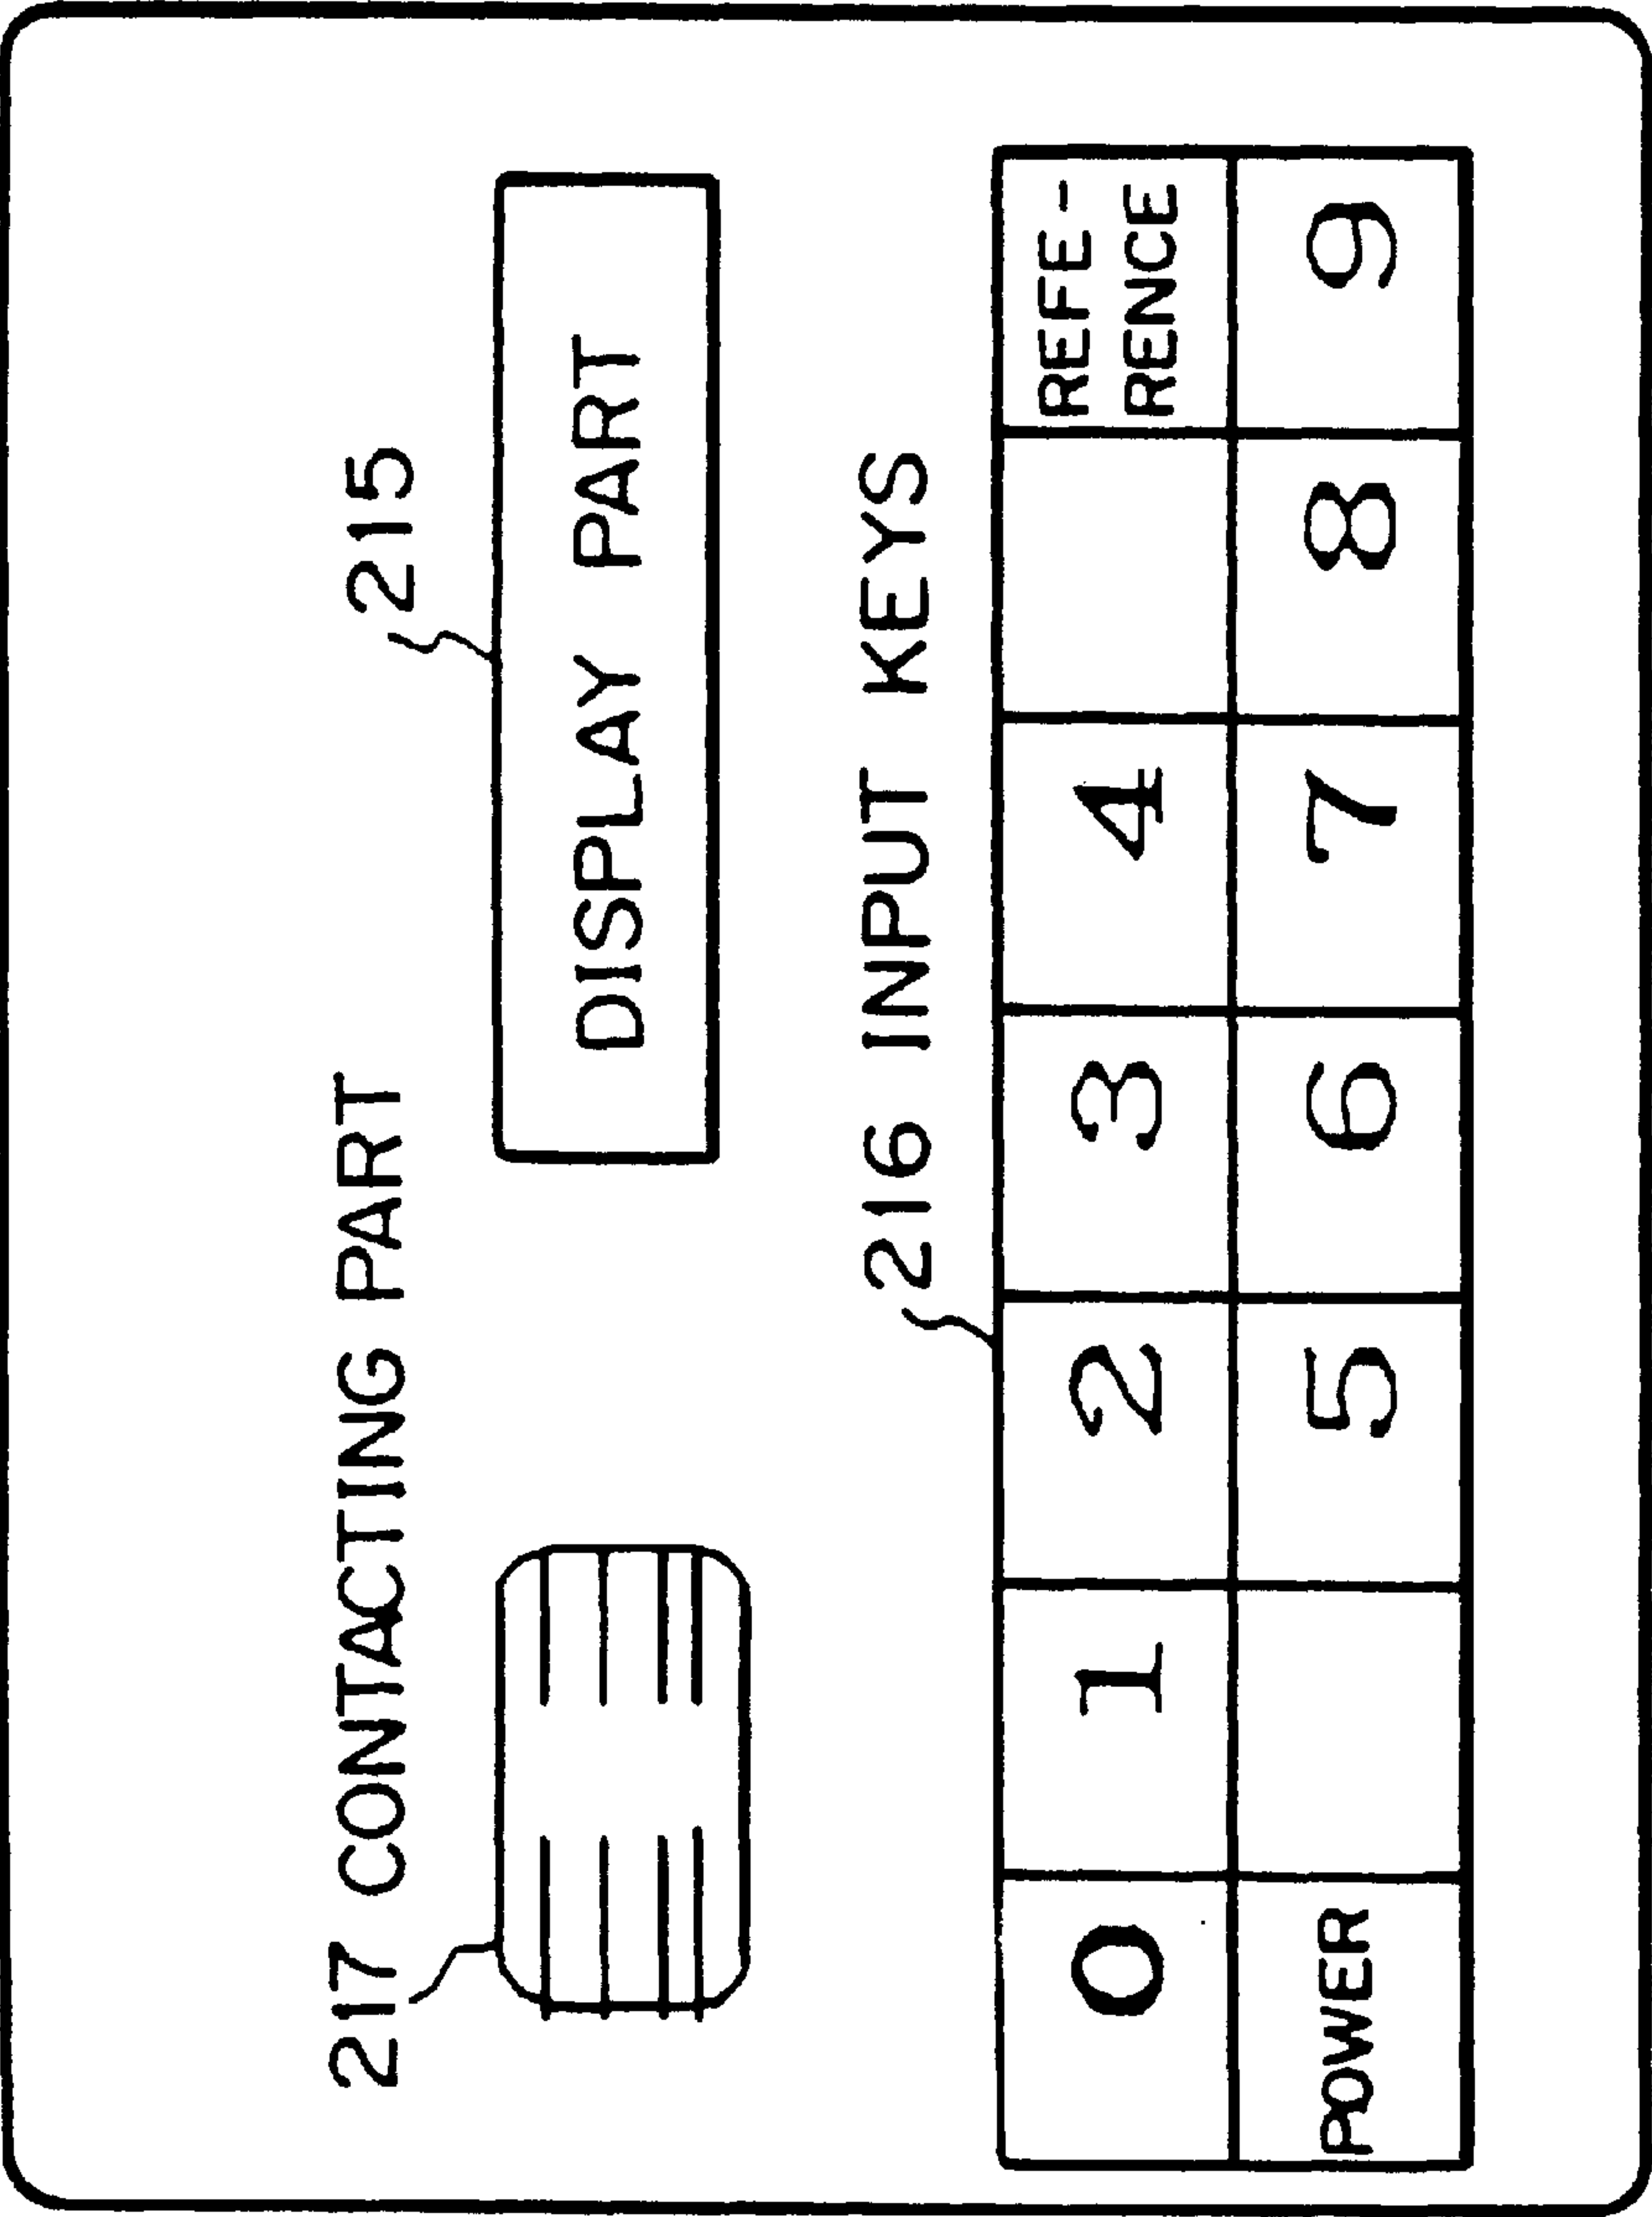 217 CONTACTING PART
215
DISPLAY PART
216 INPUT KEYS
0 1 2 3 4 REFE-
RENCE
POWER 5 6 7 8 9